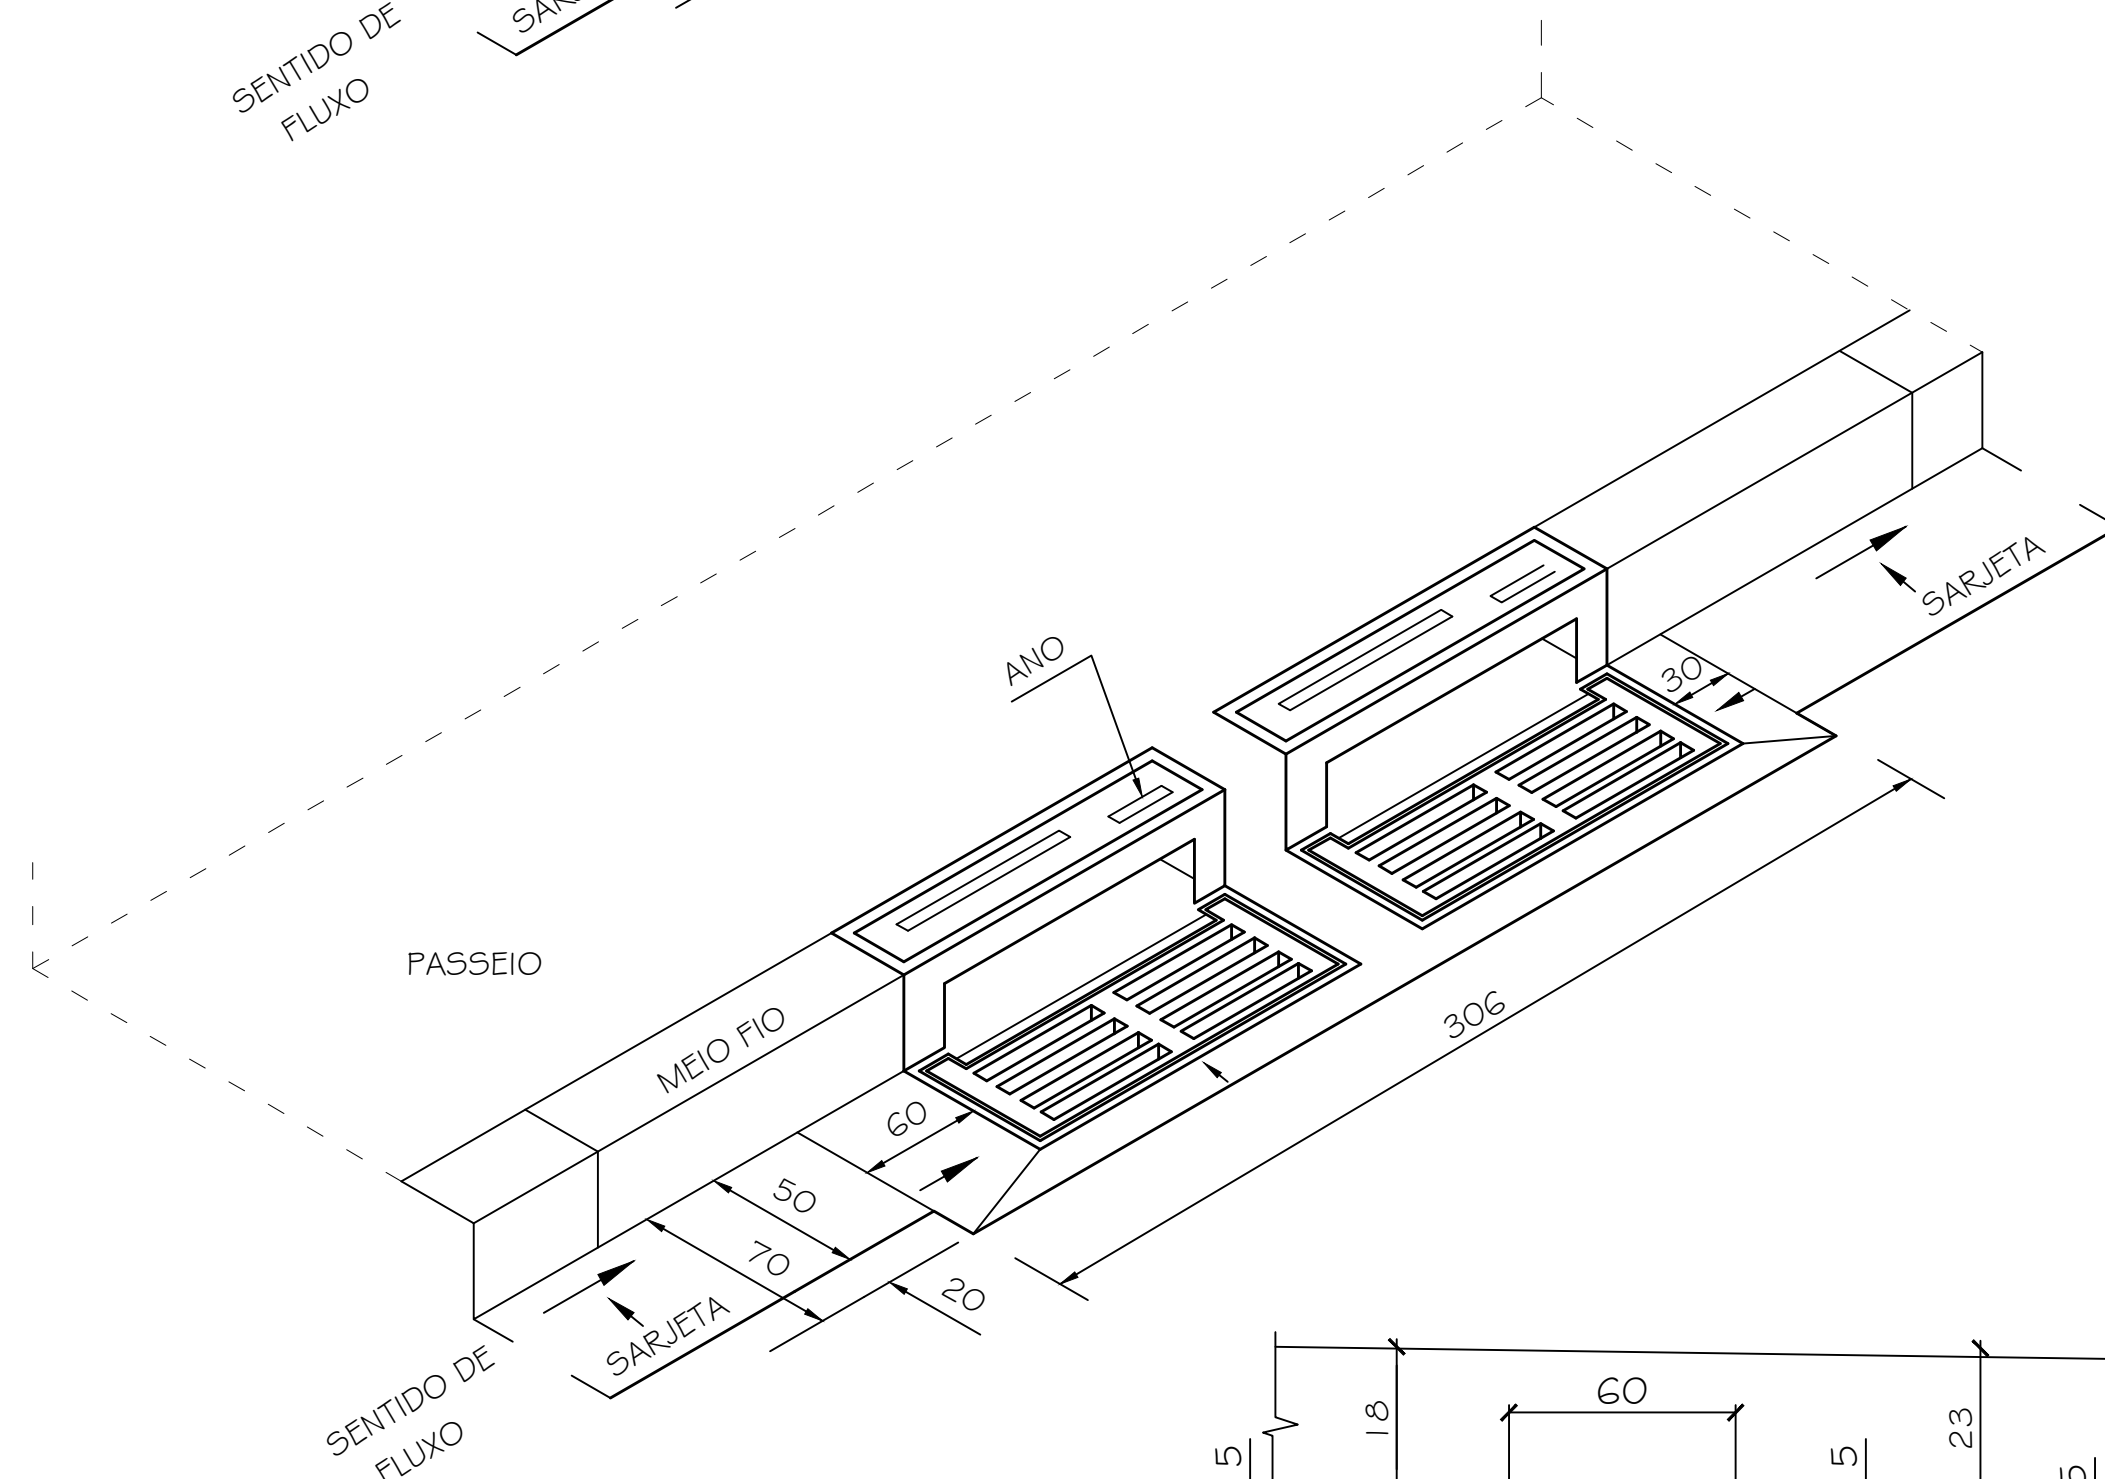 SENTIDO DE
FLUXO
ANO
30
SARJETA
PASSEIO
MEIO FIO
306
60
50
70
20
SARJETA
SENTIDO DE
FLUXO
60
18
23
5
5